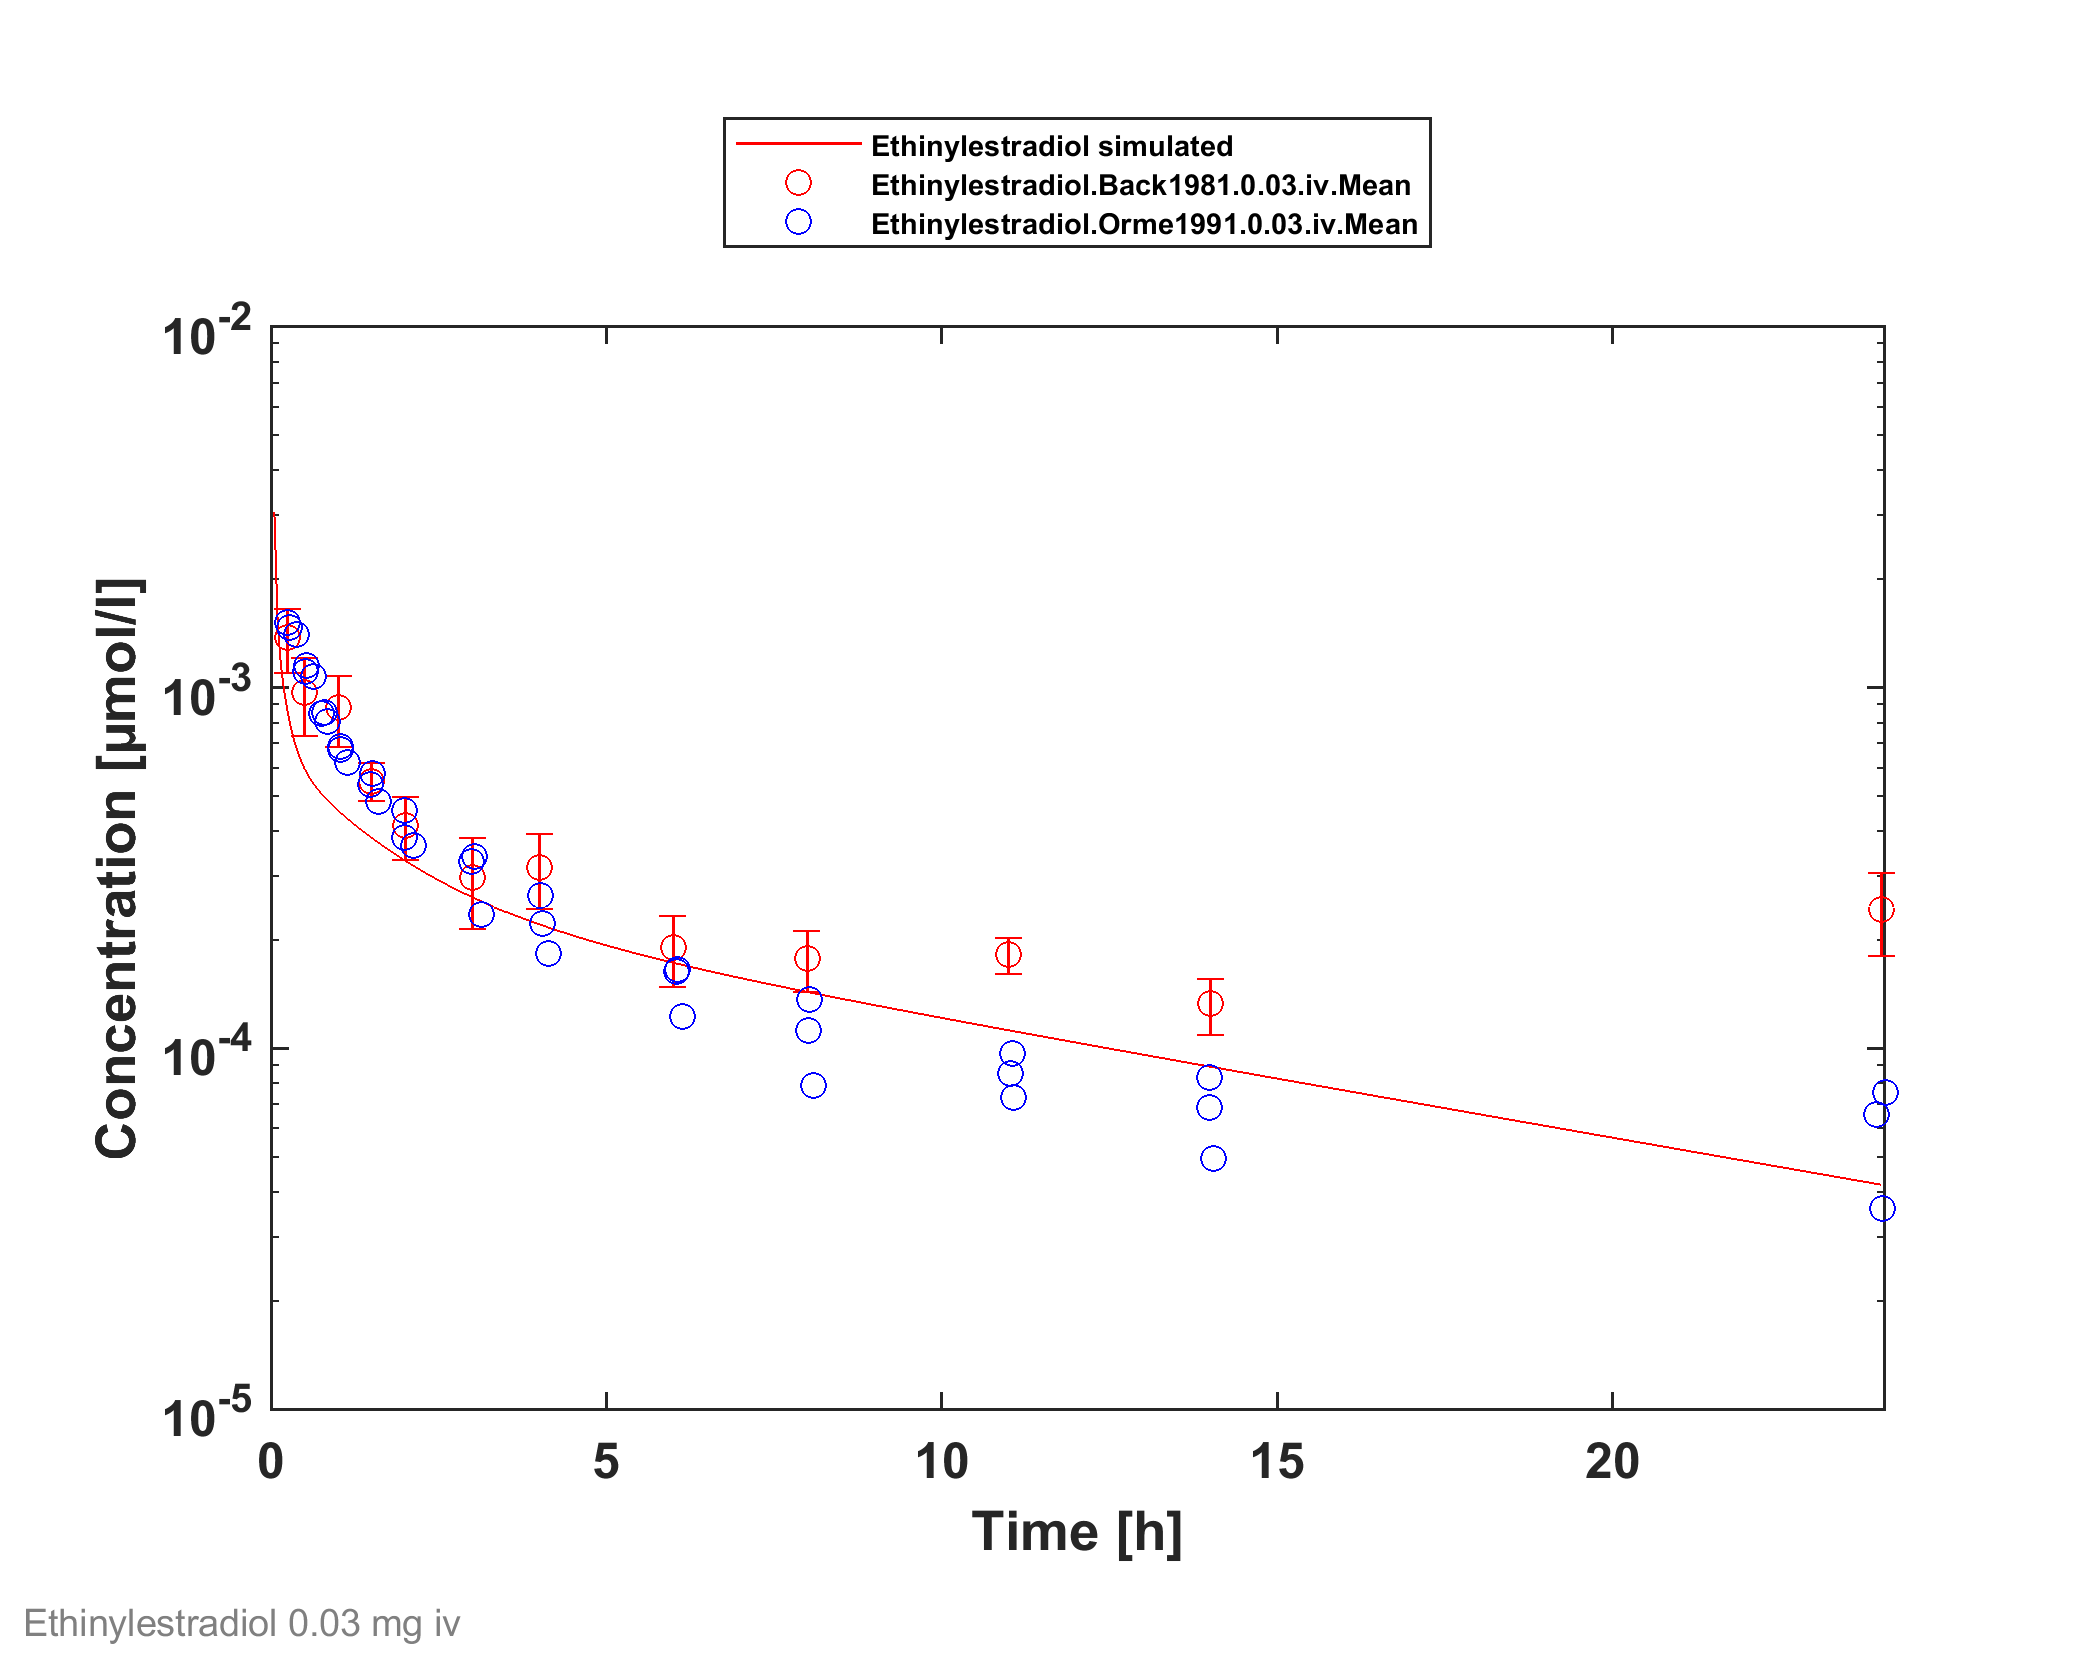 Ethinylestradiol simulated
Ethinylestradiol.Back1981.0.03.iv.Mean
Ethinylestradiol.Orme1991.0.03.iv.Mean
10^-2
10^-3
10^-4
10^-5
Concentration [µmol/l]
0 5 10 15 20
Time [h]
Ethinylestradiol 0.03 mg iv